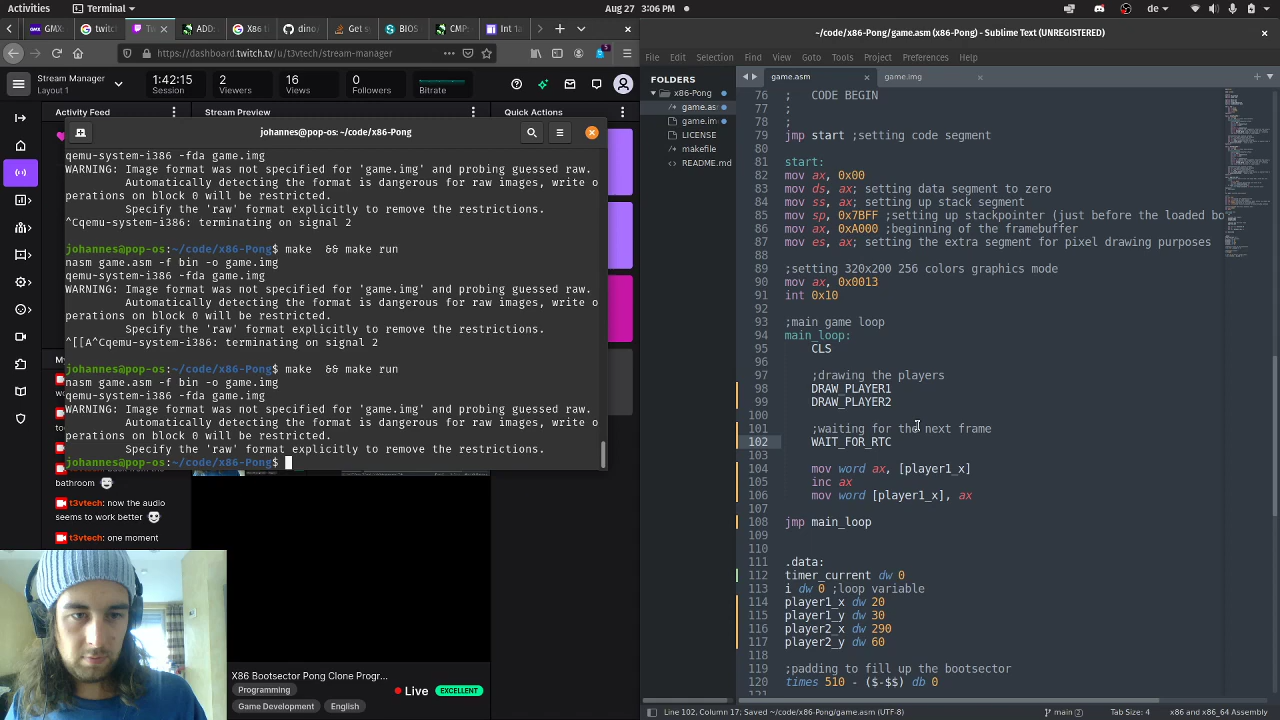 Activities
Terminal
Aug 27 3:06 PM
de
GMX:
twitch
Tw
ADD:
X86 t
dino
Get s
BIOS
CMP:
Int 1a
https://dashboard.twitch.tv/u/t3vtech/stream-manager
Stream Manager
Layout 1
1:42:15
Session
2
Viewers
16
Views
0
Followers
Bitrate
Activity Feed
Stream Preview
Quick Actions
johannes@pop-os: ~/code/x86-Pong
qemu-system-i386 -fda game.img
WARNING: Image format was not specified for 'game.img' and probing guessed raw.
Automatically detecting the format is dangerous for raw images, write o
perations on block 0 will be restricted.
Specify the 'raw' format explicitly to remove the restrictions.
^Cqemu-system-i386: terminating on signal 2
johannes@pop-os:~/code/x86-Pong$ make  && make run
nasm game.asm -f bin -o game.img
qemu-system-i386 -fda game.img
WARNING: Image format was not specified for 'game.img' and probing guessed raw.
Automatically detecting the format is dangerous for raw images, write o
perations on block 0 will be restricted.
Specify the 'raw' format explicitly to remove the restrictions.
^[[A^Cqemu-system-i386: terminating on signal 2
johannes@pop-os:~/code/x86-Pong$ make  && make run
nasm game.asm -f bin -o game.img
qemu-system-i386 -fda game.img
WARNING: Image format was not specified for 'game.img' and probing guessed raw.
Automatically detecting the format is dangerous for raw images, write o
perations on block 0 will be restricted.
Specify the 'raw' format explicitly to remove the restrictions.
johannes@pop-os:~/code/x86-Pong$
bathroom
t3vtech: now the audio
seems to work better
t3vtech: one moment
X86 Bootsector Pong Clone Progr...
Programming
Game Development
English
Live
EXCELLENT
~/code/x86-Pong/game.asm (x86-Pong) - Sublime Text (UNREGISTERED)
File Edit Selection Find View Goto Tools Project Preferences Help
FOLDERS
x86-Pong
game.as
game.im
LICENSE
makefile
README.md
game.asm
game.img
76 ;   CODE BEGIN
77 ;
78 ;
79 jmp start ;setting code segment
80
81 start:
82 mov ax, 0x00
83 mov ds, ax; setting data segment to zero
84 mov ss, ax; setting up stack segment
85 mov sp, 0x7BFF ;setting up stackpointer (just before the loaded bo
86 mov ax, 0xA000 ;beginning of the framebuffer
87 mov es, ax; setting the extra segment for pixel drawing purposes
88
89 ;setting 320x200 256 colors graphics mode
90 mov ax, 0x0013
91 int 0x10
92
93 ;main game loop
94 main_loop:
95 CLS
96
97 ;drawing the players
98 DRAW_PLAYER1
99 DRAW_PLAYER2
100
101 ;waiting for the next frame
102 WAIT_FOR_RTC
103
104 mov word ax, [player1_x]
105 inc ax
106 mov word [player1_x], ax
107
108 jmp main_loop
109
110
111 .data:
112 timer_current dw 0
113 i dw 0 ;loop variable
114 player1_x dw 20
115 player1_y dw 30
116 player2_x dw 290
117 player2_y dw 60
118
119 ;padding to fill up the bootsector
120 times 510 - ($-$$) db 0
121
Line 102, Column 17; Saved ~/code/x86-Pong/game.asm (UTF-8)
main
Tab Size: 4
x86 and x86_64 Assembly